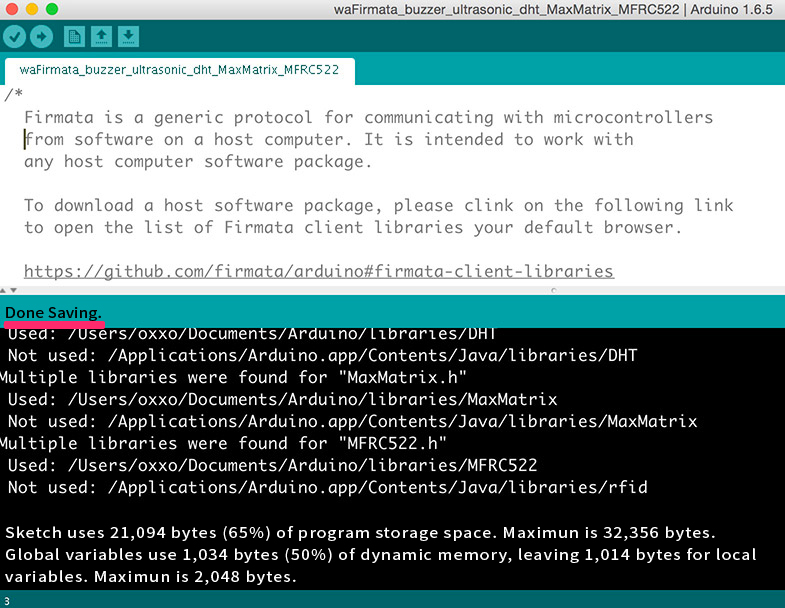 waFirmata_buzzer_ultrasonic_dht_MaxMatrix_MFRC522 | Arduino 1.6.5
waFirmata_buzzer_ultrasonic_dht_MaxMatrix_MFRC522
/*
Firmata is a generic protocol for communicating with microcontrollers
from software on a host computer. It is intended to work with
any host computer software package.
To download a host software package, please clink on the following link
to open the list of Firmata client libraries your default browser.
https://github.com/firmata/arduino#firmata-client-libraries
Done Saving.
Used: /Users/oxxo/Documents/Arduino/libraries/DHT
Not used: /Applications/Arduino.app/Contents/Java/libraries/DHT
Multiple libraries were found for "MaxMatrix.h"
Used: /Users/oxxo/Documents/Arduino/libraries/MaxMatrix
Not used: /Applications/Arduino.app/Contents/Java/libraries/MaxMatrix
Multiple libraries were found for "MFRC522.h"
Used: /Users/oxxo/Documents/Arduino/libraries/MFRC522
Not used: /Applications/Arduino.app/Contents/Java/libraries/rfid
Sketch uses 21,094 bytes (65%) of program storage space. Maximun is 32,356 bytes.
Global variables use 1,034 bytes (50%) of dynamic memory, leaving 1,014 bytes for local
variables. Maximun is 2,048 bytes.
3